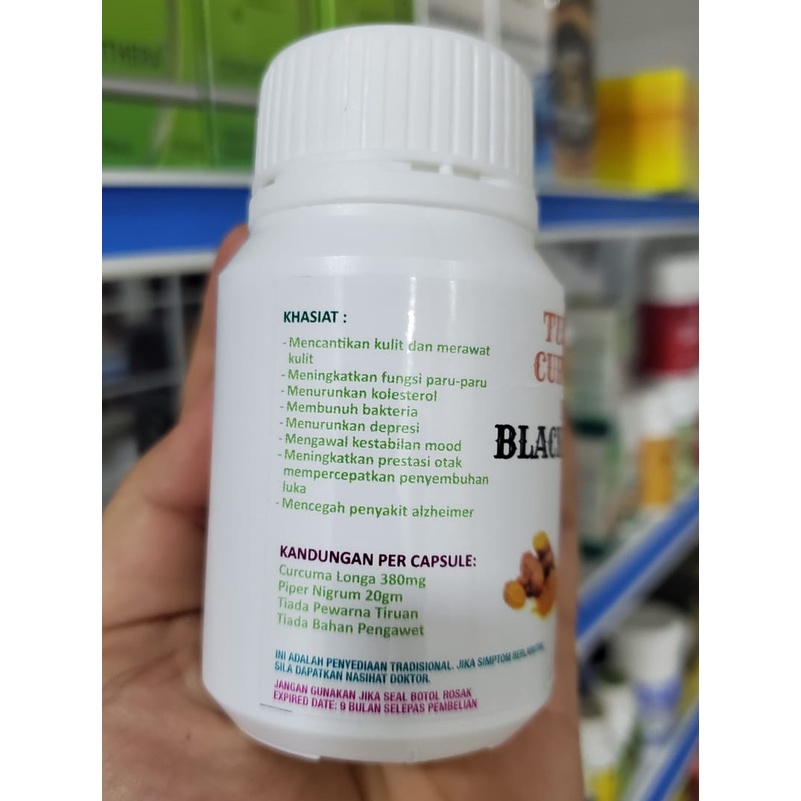 KHASIAT :
-Mencantikan kulit dan merawat
kulit
-Meningkatkan fungsi paru-paru
-Menurunkan kolesterol
-Membunuh bakteria
-Menurunkan depresi
-Mengawal kestabilan mood
-Meningkatkan prestasi otak
mempercepatkan penyembuhan
luka
-Mencegah penyakit alzheimer
KANDUNGAN PER CAPSULE:
Curcuma Longa 380mg
Piper Nigrum 20gm
Tiada Pewarna Tiruan
Tiada Bahan Pengawet
INI ADALAH PENYEDIAAN TRADISIONAL. JIKA SIMPTOM
SILA DAPATKAN NASIHAT DOKTOR.
JANGAN GUNAKAN JIKA SEAL BOTOL ROSAK
EXPIRED DATE: 9 BULAN SELEPAS PEMBELIAN
BLAC